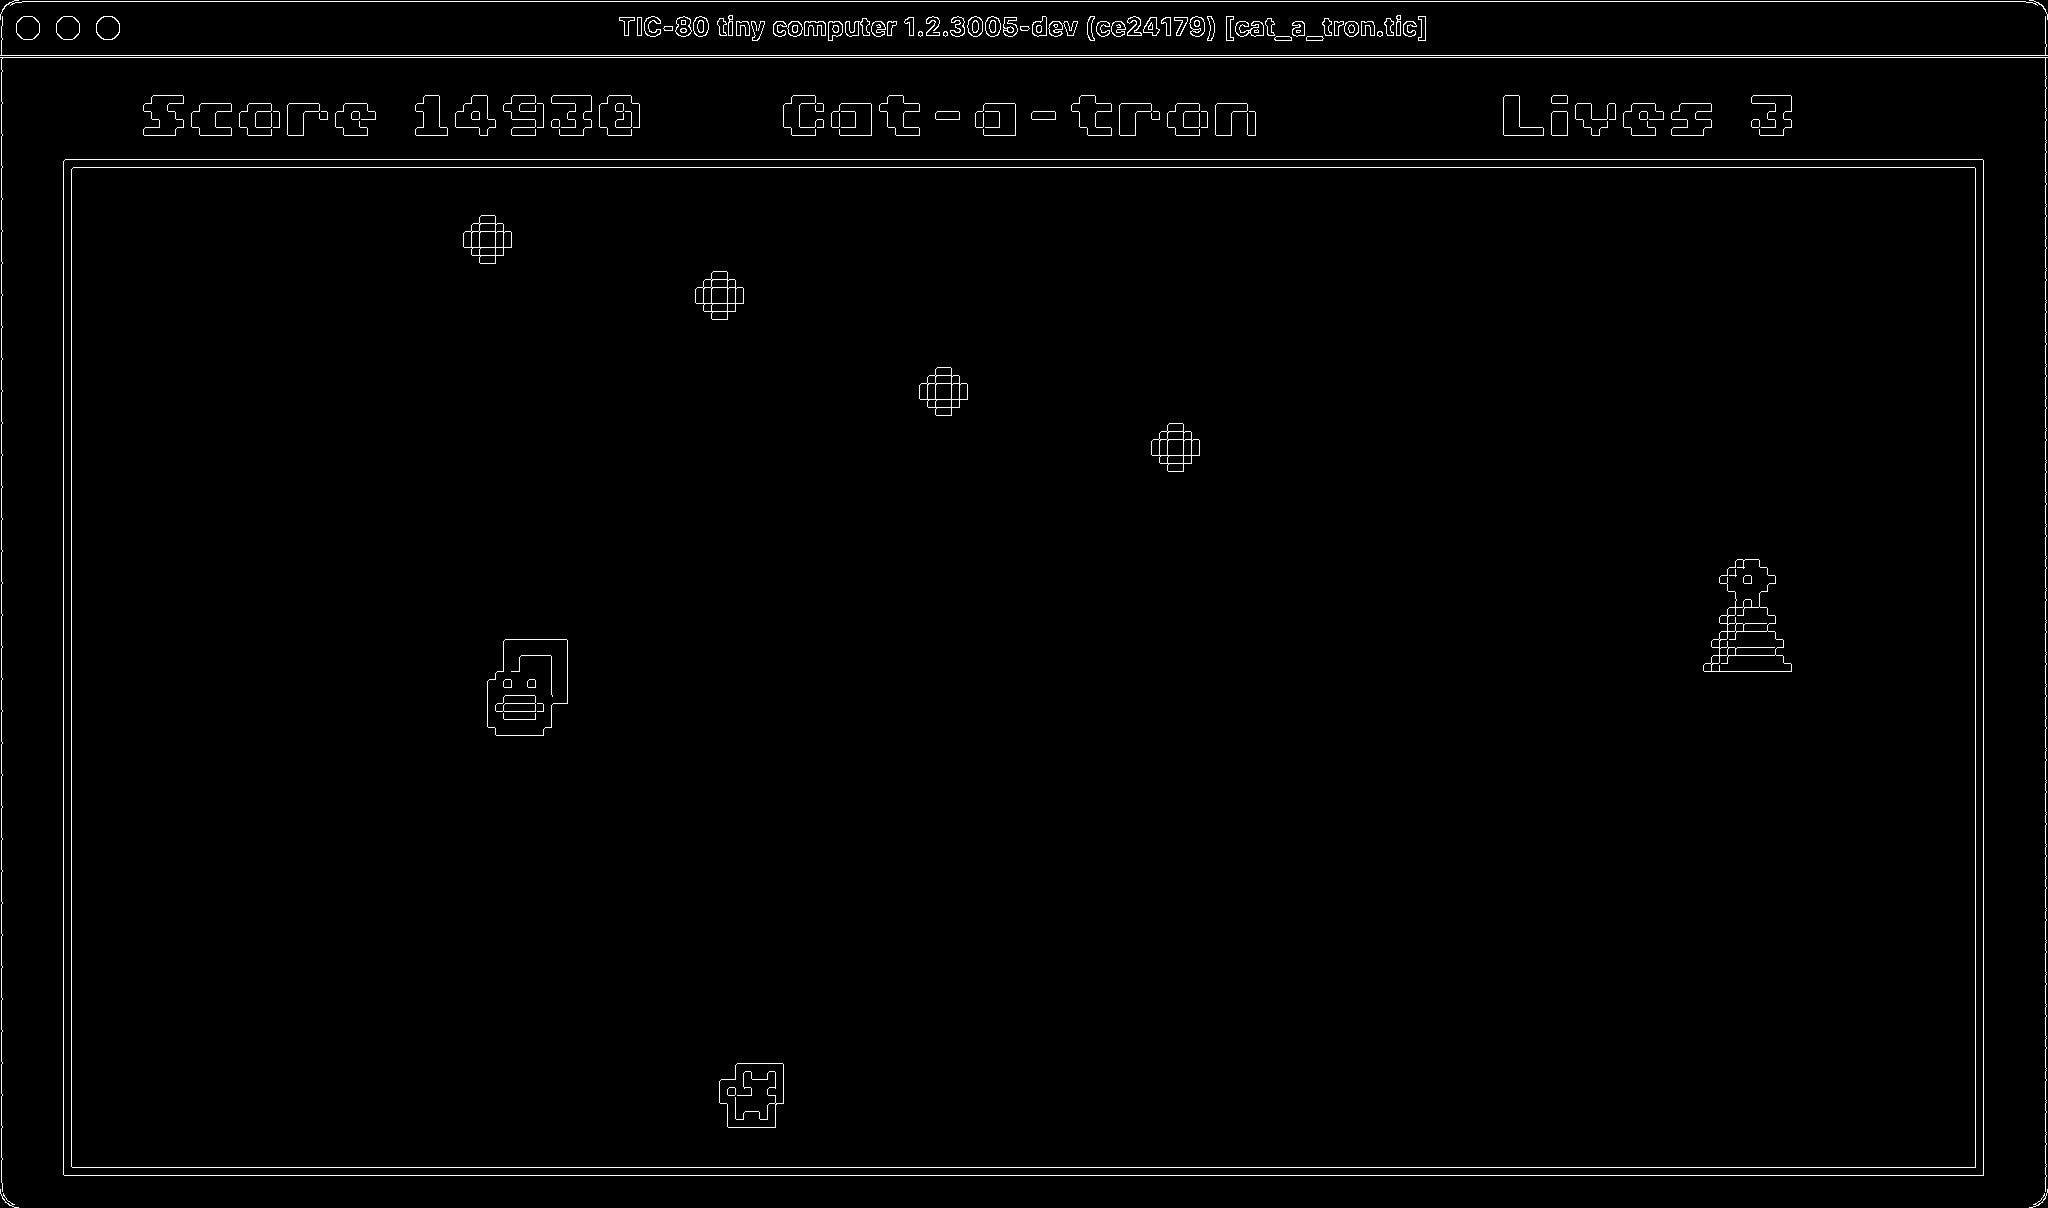 TIC-80 tiny computer 1.2.3005-dev (ce24179) [cat_a_tron.tic]
Score 14930 Cat-a-tron Lives 3